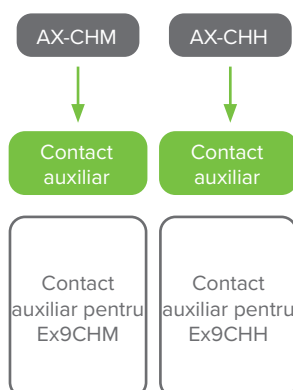 AX-CHM
AX-CHH
Contact
auxiliar
Contact
auxiliar
Contact
auxiliar pentru
Ex9CHM
Contact
auxiliar pentru
Ex9CHH